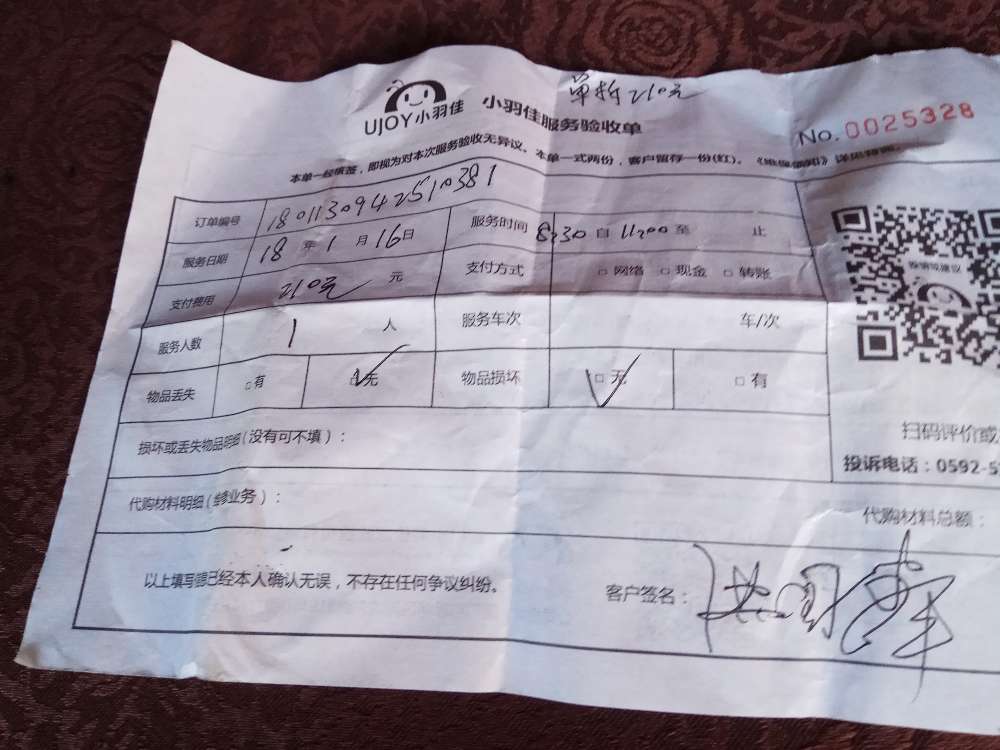 单拆210元
UJOY小羽佳 小羽佳服务验收单
No. 0025328
本单一经填签，即视为对本次服务验收无异议。本单一式两份，客户留存一份(红)。
订单编号 1801130942510381
服务日期 18 年 1 月 16 日 服务时间 8:30 自 11:00 至 止
支付费用 210元 元 支付方式 □ 网络 □ 现金 □ 转账
服务人数 1 人 服务车次 车/次
物品丢失 □ 有 □ 无 物品损坏 □ 无 □ 有
投诉或建议
损坏或丢失物品明细(没有可不填)：
扫码评价或
投诉电话：0592-5
代购材料明细(维修业务)：
代购材料总额：
以上填写都已经本人确认无误，不存在任何争议纠纷。
客户签名：